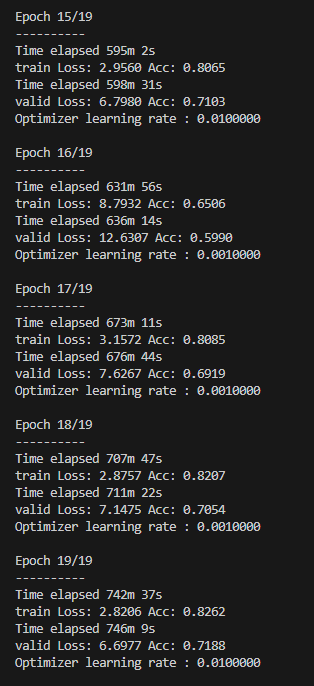 Epoch 15/19
----------
Time elapsed 595m 2s
train Loss: 2.9560 Acc: 0.8065
Time elapsed 598m 31s
valid Loss: 6.7980 Acc: 0.7103
Optimizer learning rate : 0.0100000

Epoch 16/19
----------
Time elapsed 631m 56s
train Loss: 8.7932 Acc: 0.6506
Time elapsed 636m 14s
valid Loss: 12.6307 Acc: 0.5990
Optimizer learning rate : 0.0010000

Epoch 17/19
----------
Time elapsed 673m 11s
train Loss: 3.1572 Acc: 0.8085
Time elapsed 676m 44s
valid Loss: 7.6267 Acc: 0.6919
Optimizer learning rate : 0.0010000

Epoch 18/19
----------
Time elapsed 707m 47s
train Loss: 2.8757 Acc: 0.8207
Time elapsed 711m 22s
valid Loss: 7.1475 Acc: 0.7054
Optimizer learning rate : 0.0010000

Epoch 19/19
----------
Time elapsed 742m 37s
train Loss: 2.8206 Acc: 0.8262
Time elapsed 746m 9s
valid Loss: 6.6977 Acc: 0.7188
Optimizer learning rate : 0.0100000